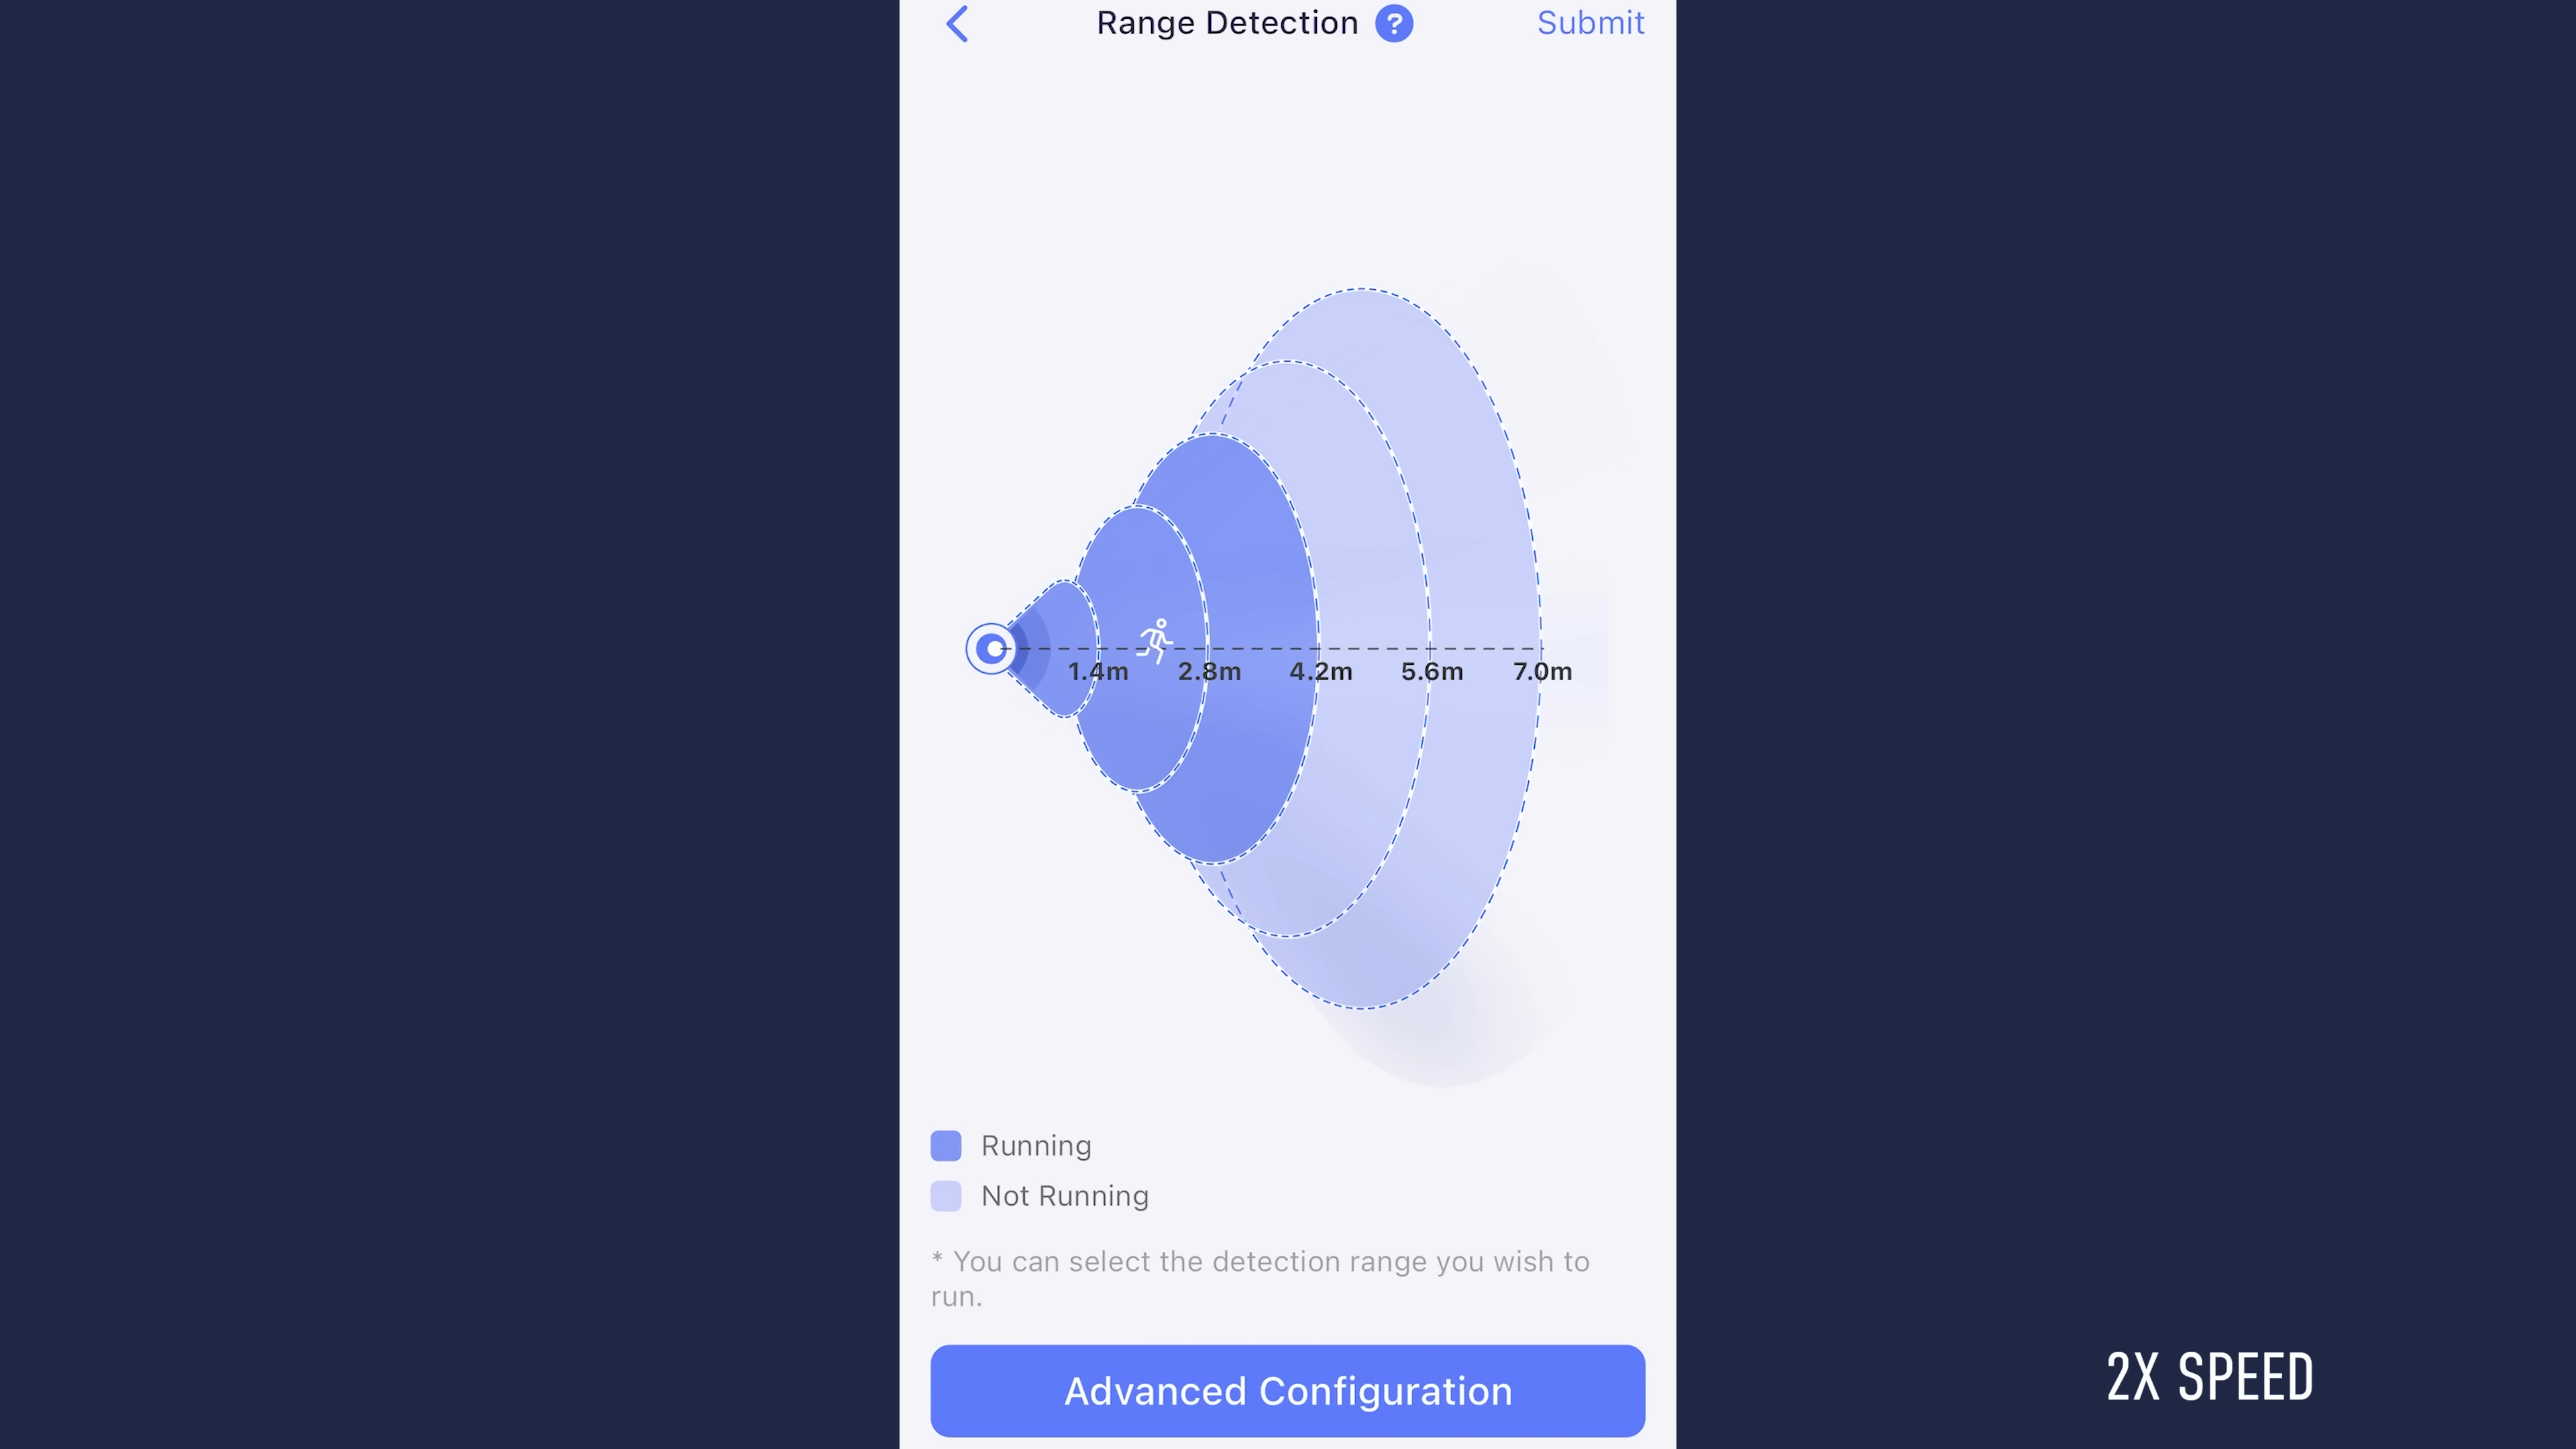 Range Detection ?
Submit
1.4m 2.8m 4.2m 5.6m 7.0m
Running
Not Running
* You can select the detection range you wish to
run.
Advanced Configuration
2X SPEED